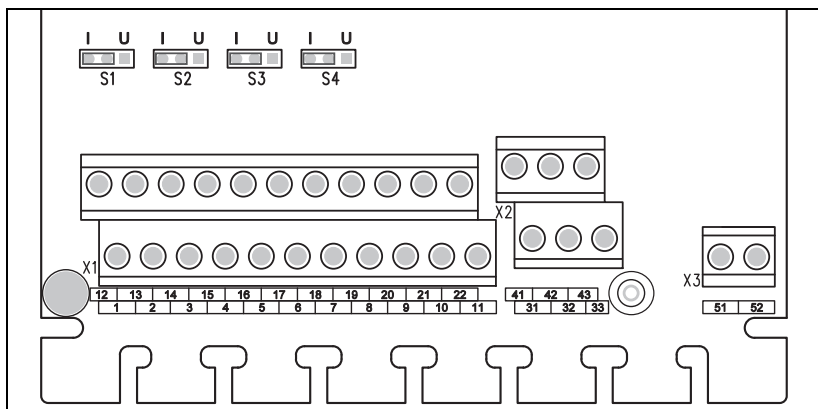 I U I U I U I U
S1 S2 S3 S4
X2
X1
X3
12 13 14 15 16 17 18 19 20 21 22 41 42 43
1 2 3 4 5 6 7 8 9 10 11 31 32 33 51 52